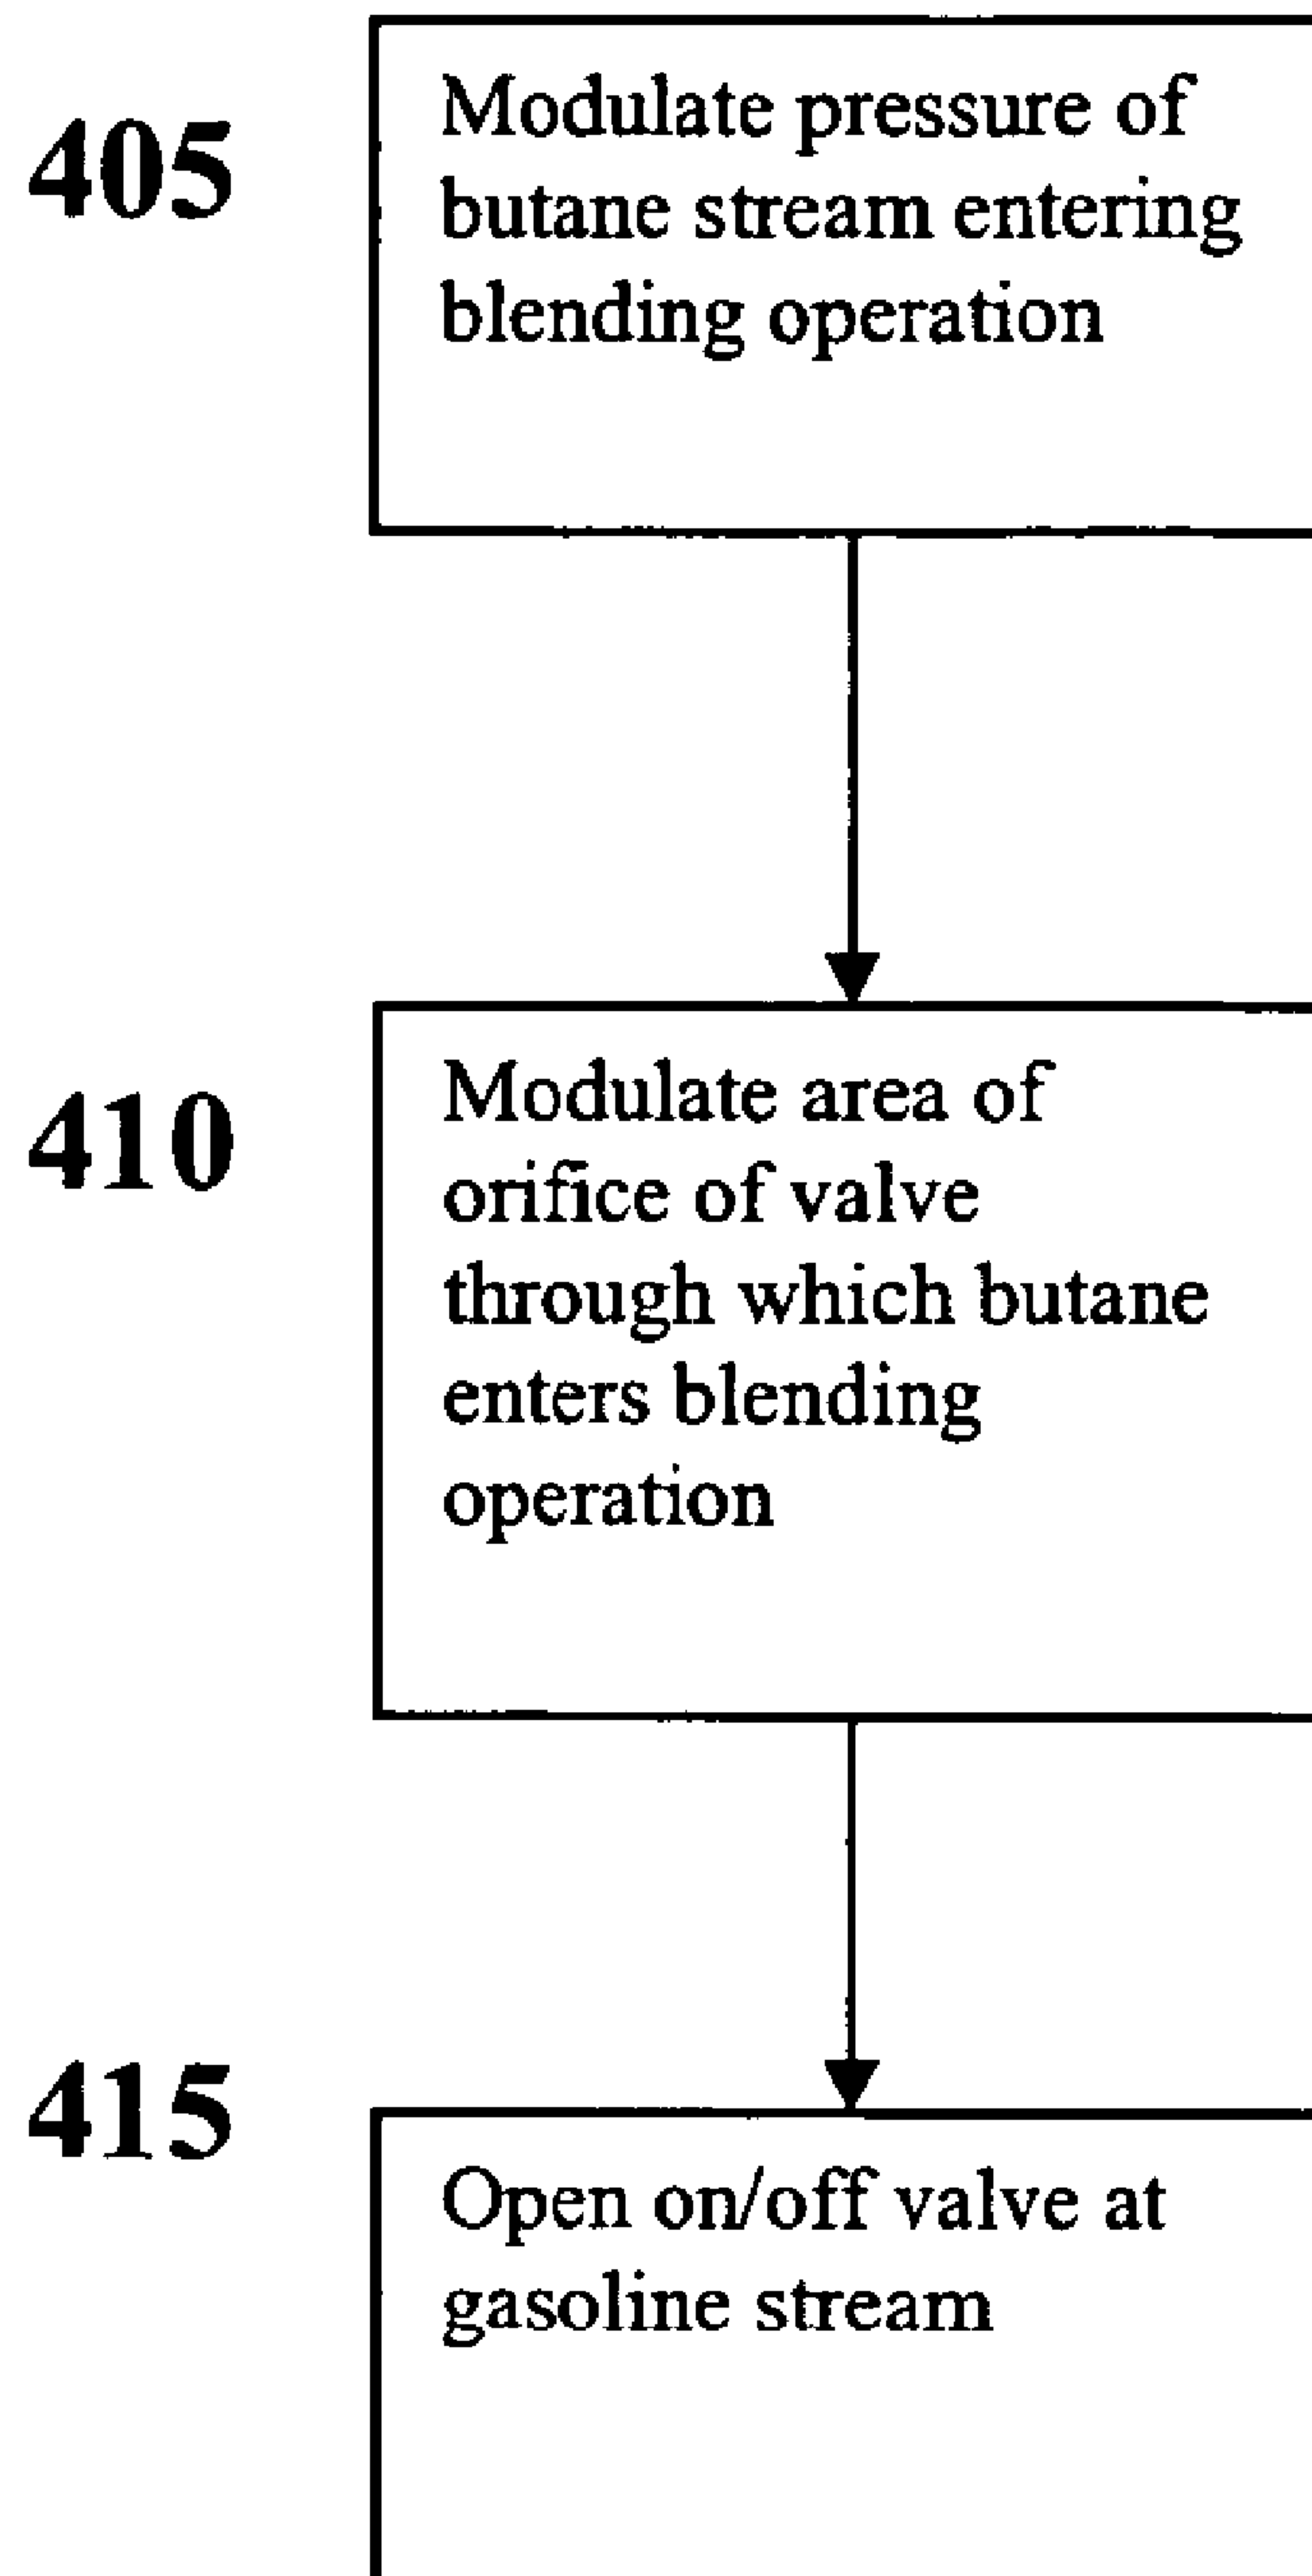 405
Modulate pressure of
butane stream entering
blending operation
410
Modulate area of
orifice of valve
through which butane
enters blending
operation
415
Open on/off valve at
gasoline stream